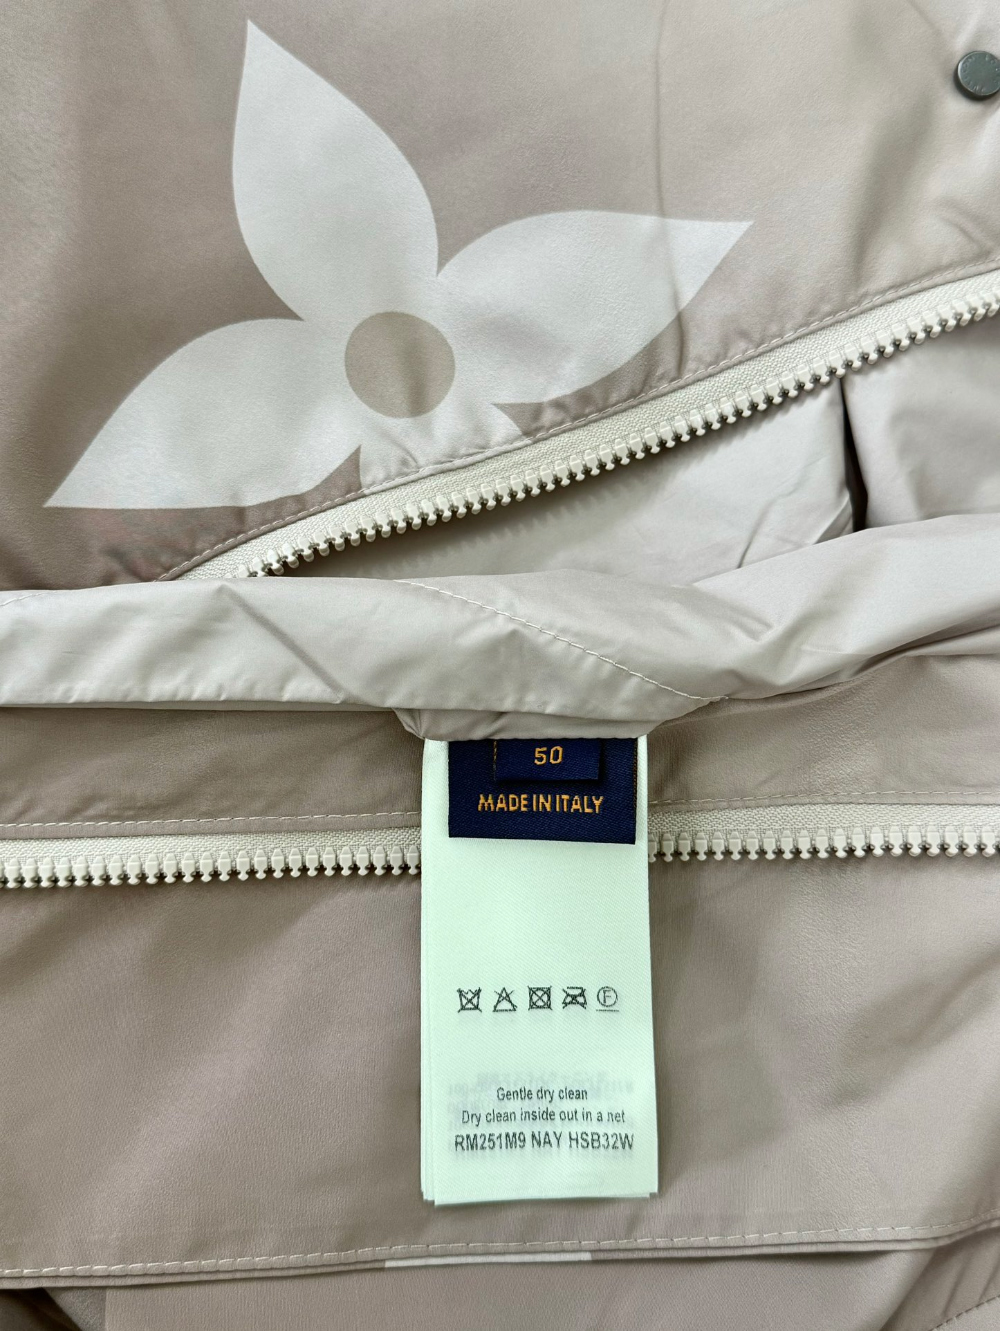 50
MADE IN ITALY
F
Gentle dry clean
Dry clean inside out in a net
RM251M9 NAY HSB32W